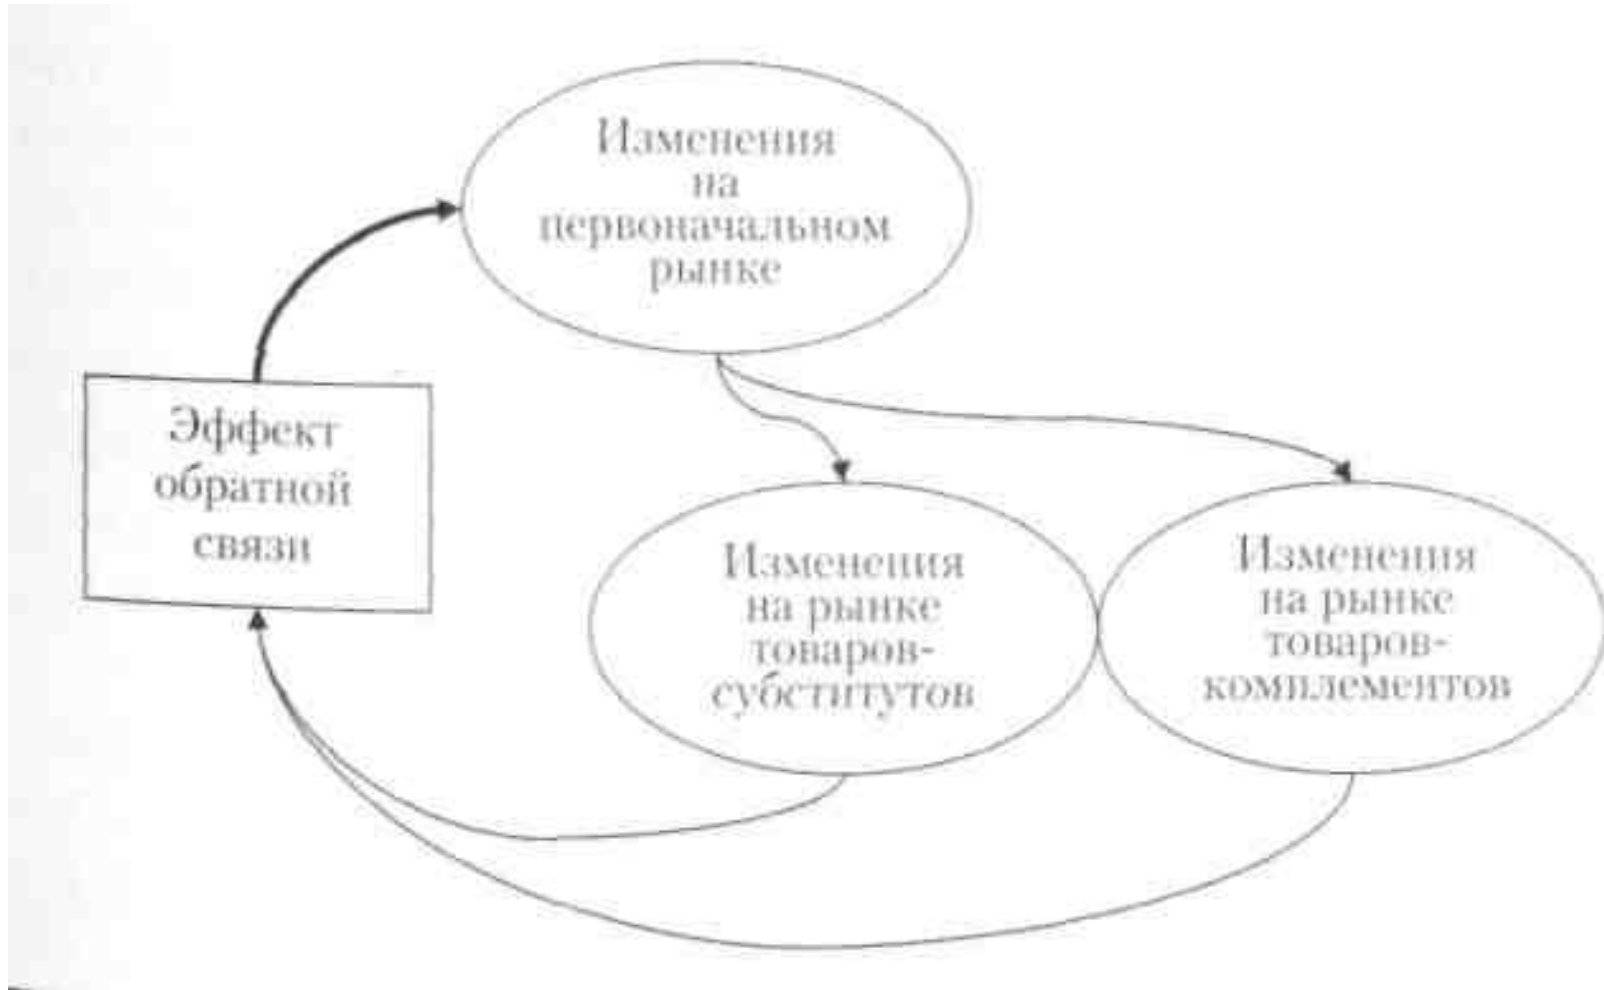 Изменения
на
первоначальном
рынке
Эффект
обратной
связи
Изменения
на рынке
товаров-
субститутов
Изменения
на рынке
товаров-
комплементов